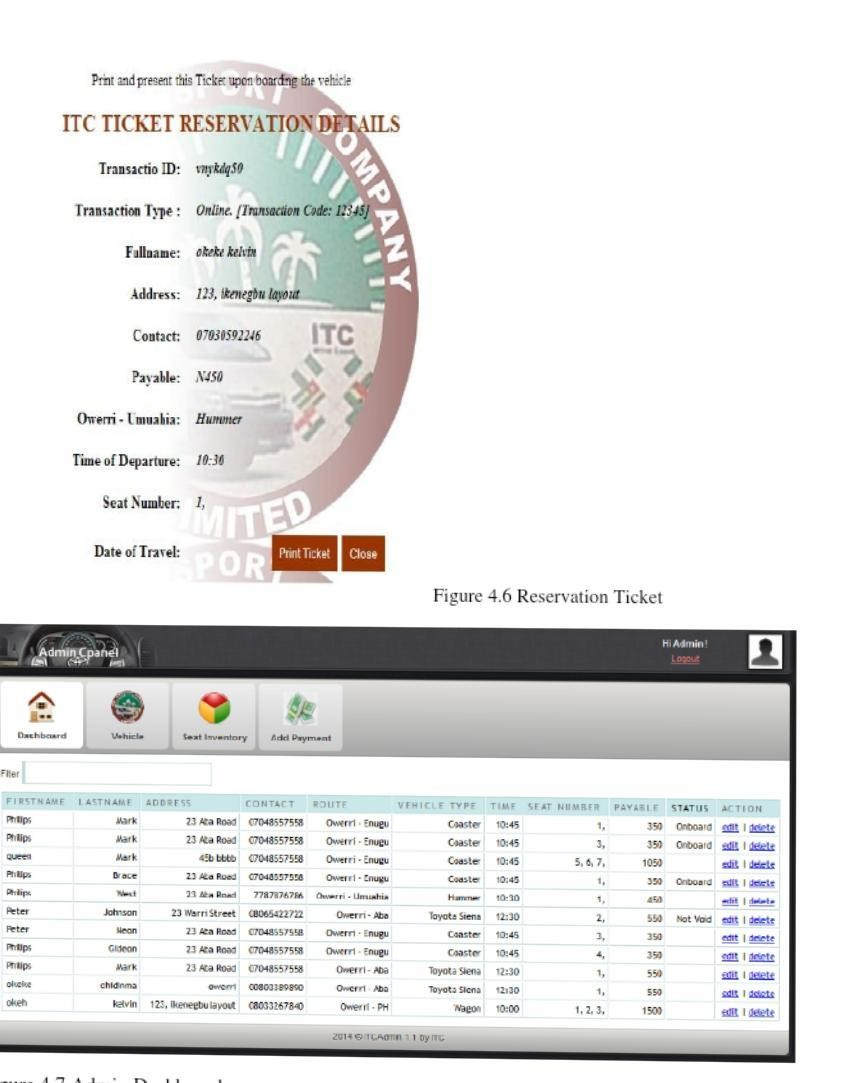 Print and present this Ticket upon boarding the vehicle
ITC TICKET RESERVATION DETAILS
Transactio ID: vnykdq50
Transaction Type : Online. [Transaction Code: 12345]
Fullname: okeke kelvin
Address: 123, ikenegbu layout
Contact: 07030592246
Payable: N450
Owerri - Umuahia: Hummer
Time of Departure: 10:30
Seat Number: 1,
Date of Travel: Print Ticket Close
COMPANY
ITC
Figure 4.6 Reservation Ticket
Admin Cpanel
Hi Admin!
Logout
Dashboard Vehicle Seat Inventory Add Payment
Filter
FIRSTNAME LASTNAME ADDRESS CONTACT ROUTE VEHICLE TYPE TIME SEAT NUMBER PAYABLE STATUS ACTION
Philips Mark 23 Aba Road 07048557558 Owerri - Enugu Coaster 10:45 1, 350 Onboard edit | delete
Philips Mark 23 Aba Road 07048557558 Owerri - Enugu Coaster 10:45 3, 350 Onboard edit | delete
queen Mark 45b bbbb 07048557558 Owerri - Enugu Coaster 10:45 5, 6, 7, 1050 edit | delete
Philips Brace 23 Aba Road 07048557558 Owerri - Enugu Coaster 10:45 1, 350 Onboard edit | delete
Philips West 23 Aba Road 7787876786 Owerri - Umuahia Hummer 10:30 1, 450 edit | delete
Peter Johnson 23 Warri Street 08065422722 Owerri - Aba Toyota Siena 12:30 2, 550 Not Void edit | delete
Peter Neon 23 Aba Road 07048557558 Owerri - Enugu Coaster 10:45 3, 350 edit | delete
Philips Gideon 23 Aba Road 07048557558 Owerri - Enugu Coaster 10:45 4, 350 edit | delete
Philips Mark 23 Aba Road 07048557558 Owerri - Aba Toyota Siena 12:30 1, 550 edit | delete
okeke chidinma owerri 00803389890 Owerri - Aba Toyota Siena 12:30 1, 550 edit | delete
okeh kelvin 123, ikenegbu layout 08033267840 Owerri - PH Wagon 10:00 1, 2, 3, 1500 edit | delete
2014 © ITCAdmin 1.1 by ITC